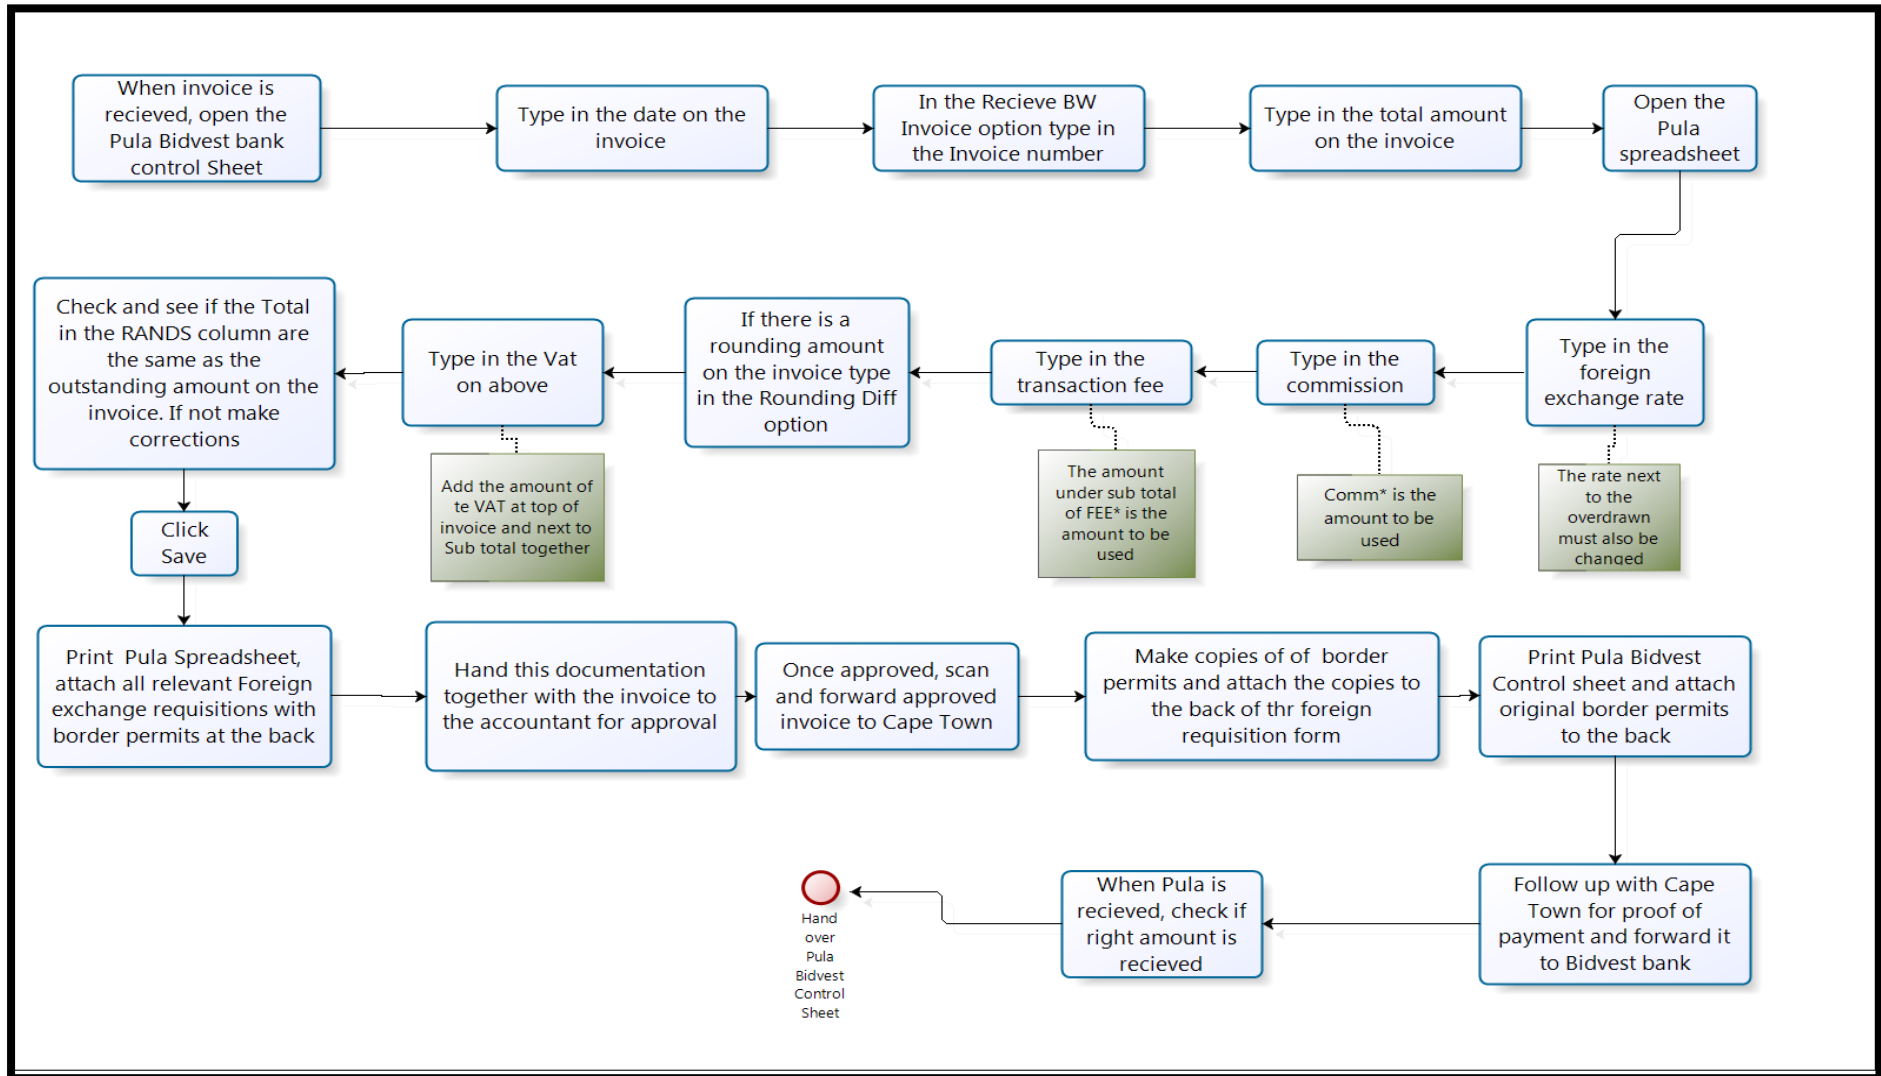 When invoice is
recieved, open the
Pula Bidvest bank
control Sheet
Type in the date on the
invoice
In the Recieve BW
Invoice option type in
the Invoice number
Type in the total amount
on the invoice
Open the
Pula
spreadsheet
Type in the
foreign
exchange rate
The rate next
to the
overdrawn
must also be
changed
Type in the
commission
Comm* is the
amount to be
used
Type in the
transaction fee
The amount
under sub total
of FEE* is the
amount to be
used
If there is a
rounding amount
on the invoice type
in the Rounding Diff
option
Type in the Vat
on above
Add the amount of
te VAT at top of
invoice and next to
Sub total together
Check and see if the Total
in the RANDS column are
the same as the
outstanding amount on the
invoice. If not make
corrections
Click
Save
Print  Pula Spreadsheet,
attach all relevant Foreign
exchange requisitions with
border permits at the back
Hand this documentation
together with the invoice to
the accountant for approval
Once approved, scan
and forward approved
invoice to Cape Town
Make copies of of  border
permits and attach the copies to
the back of thr foreign
requisition form
Print Pula Bidvest
Control sheet and attach
original border permits
to the back
Follow up with Cape
Town for proof of
payment and forward it
to Bidvest bank
When Pula is
recieved, check if
right amount is
recieved
Hand
over
Pula
Bidvest
Control
Sheet